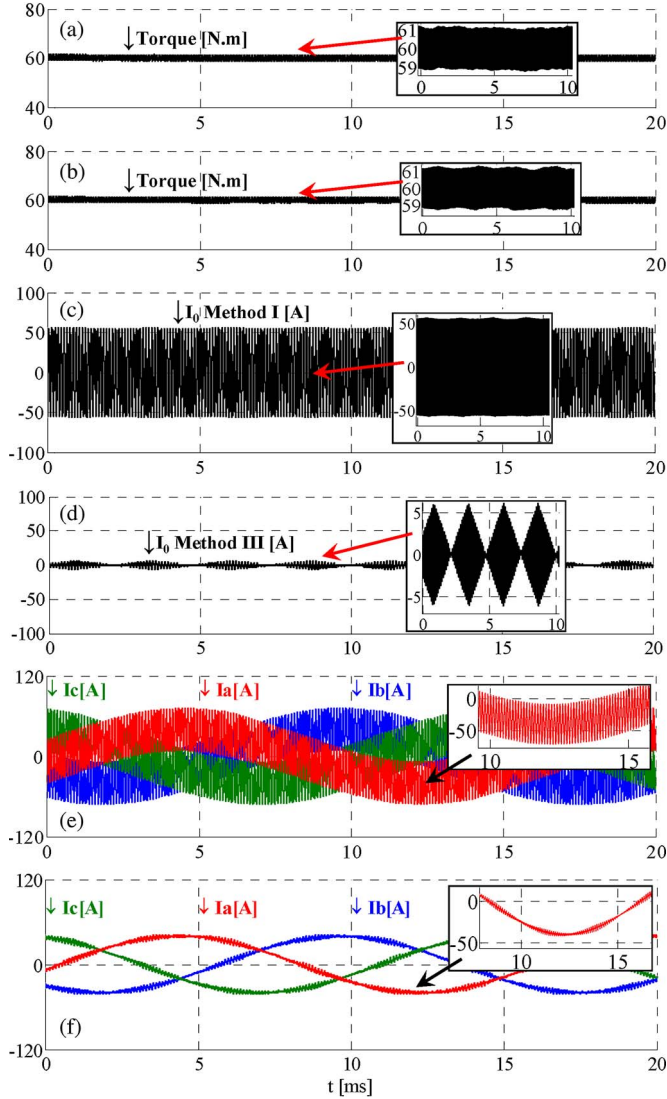 80
(a)
↓ Torque [N.m]
60
40
0 5 10 15 20
61
60
59
0 5 10
80
(b)
↓ Torque [N.m]
60
40
0 5 10 15 20
61
60
59
0 5 10
100
(c)
↓ I₀ Method I [A]
50
0
-50
-100
0 5 10 15 20
50
0
-50
0 5 10
100
(d)
50
↓ I₀ Method III [A]
0
-50
-100
0 5 10 15 20
5
0
-5
0 5 10
120
↓ Ic[A] ↓ Ia[A] ↓ Ib[A]
0
-120
(e)
0 5 10 15 20
0
-50
10 15
120
↓ Ic[A] ↓ Ia[A] ↓ Ib[A]
0
(f)
-120
0 5 10 15 20
0
-50
10 15
t [ms]